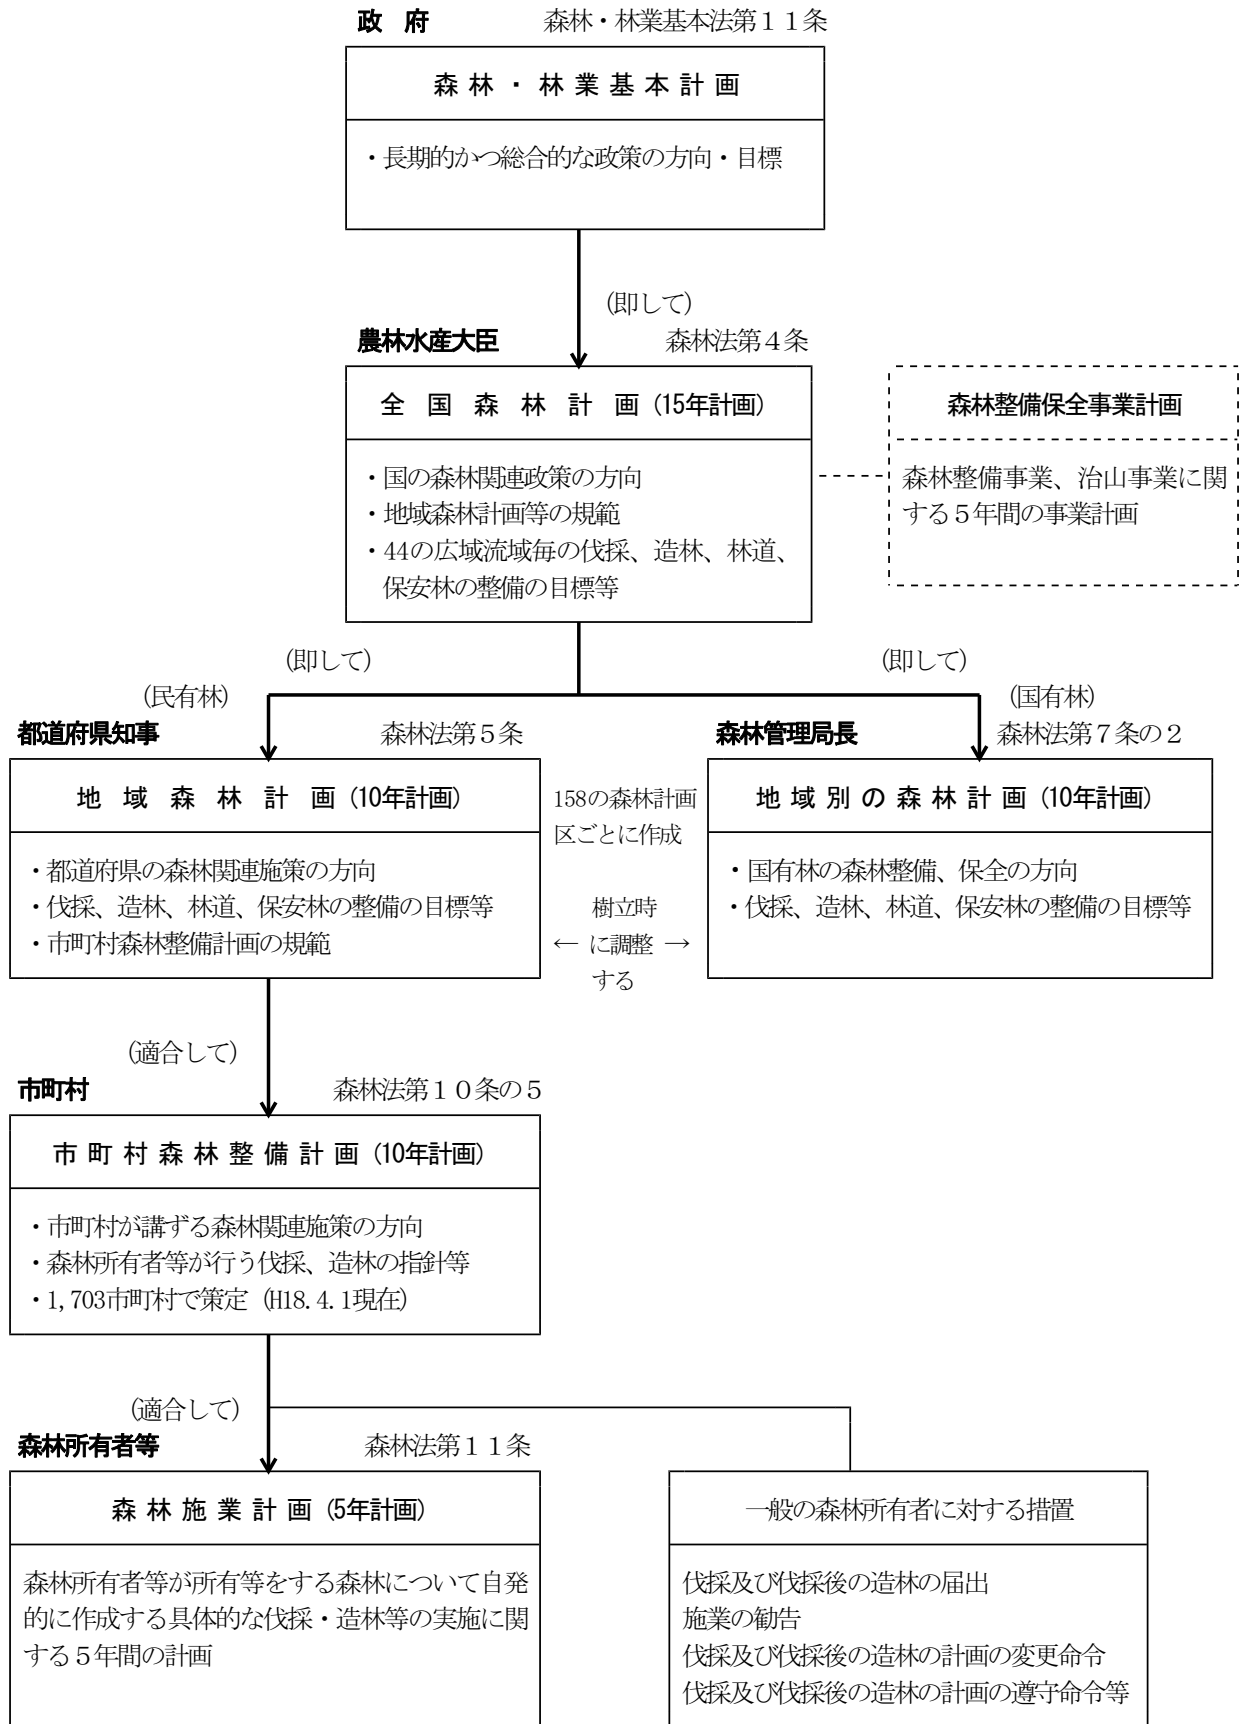 政　府　森林・林業基本法第１１条
森 林 ・ 林 業 基 本 計 画
・長期的かつ総合的な政策の方向・目標
(即して)
農林水産大臣　森林法第４条
全　国　森　林　計　画 (15年計画)
・国の森林関連政策の方向
・地域森林計画等の規範
・44の広域流域毎の伐採、造林、林道、
保安林の整備の目標等
森林整備保全事業計画
森林整備事業、治山事業に関
する５年間の事業計画
(即して)
(即して)
(民有林)
(国有林)
都道府県知事　森林法第５条
地　域　森　林　計　画 (10年計画)
・都道府県の森林関連施策の方向
・伐採、造林、林道、保安林の整備の目標等
・市町村森林整備計画の規範
158の森林計画
区ごとに作成
樹立時
← に調整 →
する
森林管理局長　森林法第７条の２
地 域 別 の 森 林 計 画 (10年計画)
・国有林の森林整備、保全の方向
・伐採、造林、林道、保安林の整備の目標等
(適合して)
市町村　森林法第１０条の５
市 町 村 森 林 整 備 計 画 (10年計画)
・市町村が講ずる森林関連施策の方向
・森林所有者等が行う伐採、造林の指針等
・1,703市町村で策定 (H18.4.1現在)
(適合して)
森林所有者等　森林法第１１条
森 林 施 業 計 画 (5年計画)
森林所有者等が所有等をする森林について自発
的に作成する具体的な伐採・造林等の実施に関
する５年間の計画
一般の森林所有者に対する措置
伐採及び伐採後の造林の届出
施業の勧告
伐採及び伐採後の造林の計画の変更命令
伐採及び伐採後の造林の計画の遵守命令等